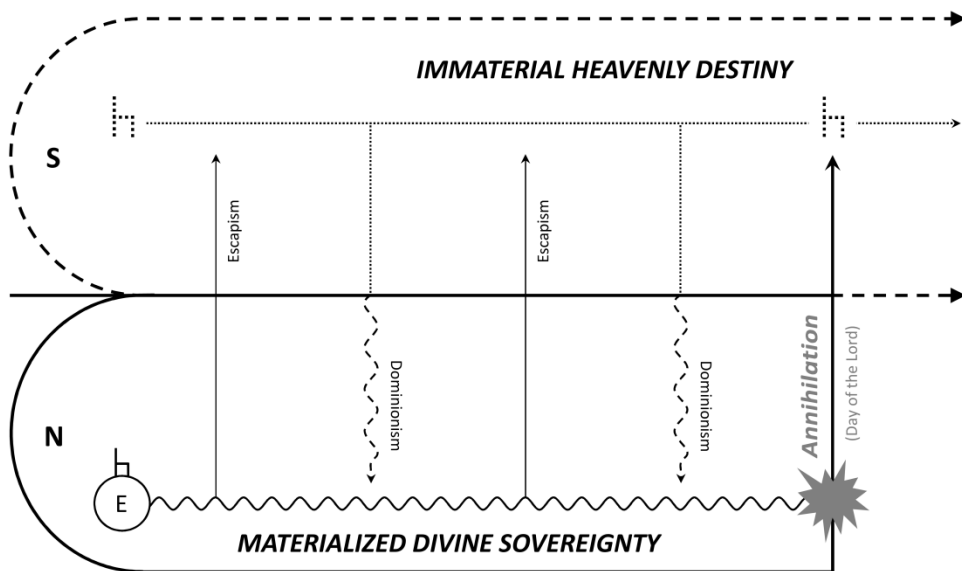 IMMATERIAL HEAVENLY DESTINY
S
Escapism
Escapism
Dominionism
Dominionism
Annihilation
(Day of the Lord)
N
E
MATERIALIZED DIVINE SOVEREIGNTY